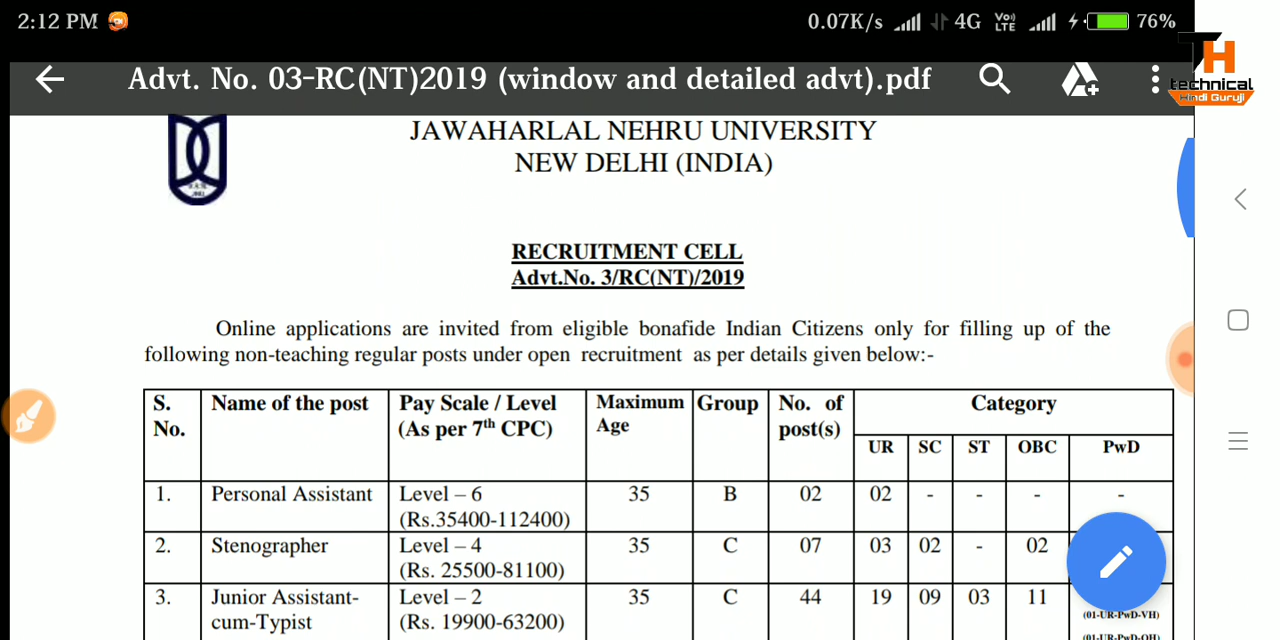 2:12 PM 0.07K/s 4G VoLTE 76%
Advt. No. 03-RC(NT)2019 (window and detailed advt).pdf
TH
technical
Hindi Guruji
JAWAHARLAL NEHRU UNIVERSITY
NEW DELHI (INDIA)
RECRUITMENT CELL
Advt.No. 3/RC(NT)/2019
Online applications are invited from eligible bonafide Indian Citizens only for filling up of the
following non-teaching regular posts under open recruitment as per details given below:-
S. No. Name of the post Pay Scale / Level (As per 7th CPC) Maximum Age Group No. of post(s) Category
UR SC ST OBC PwD
1. Personal Assistant Level – 6 35 B 02 02 - - - -
(Rs.35400-112400)
2. Stenographer Level – 4 35 C 07 03 02 - 02
(Rs. 25500-81100)
3. Junior Assistant- Level – 2 35 C 44 19 09 03 11
cum-Typist (Rs. 19900-63200) (01-UR-PwD-VH)
(01-UR-PwD-OH)